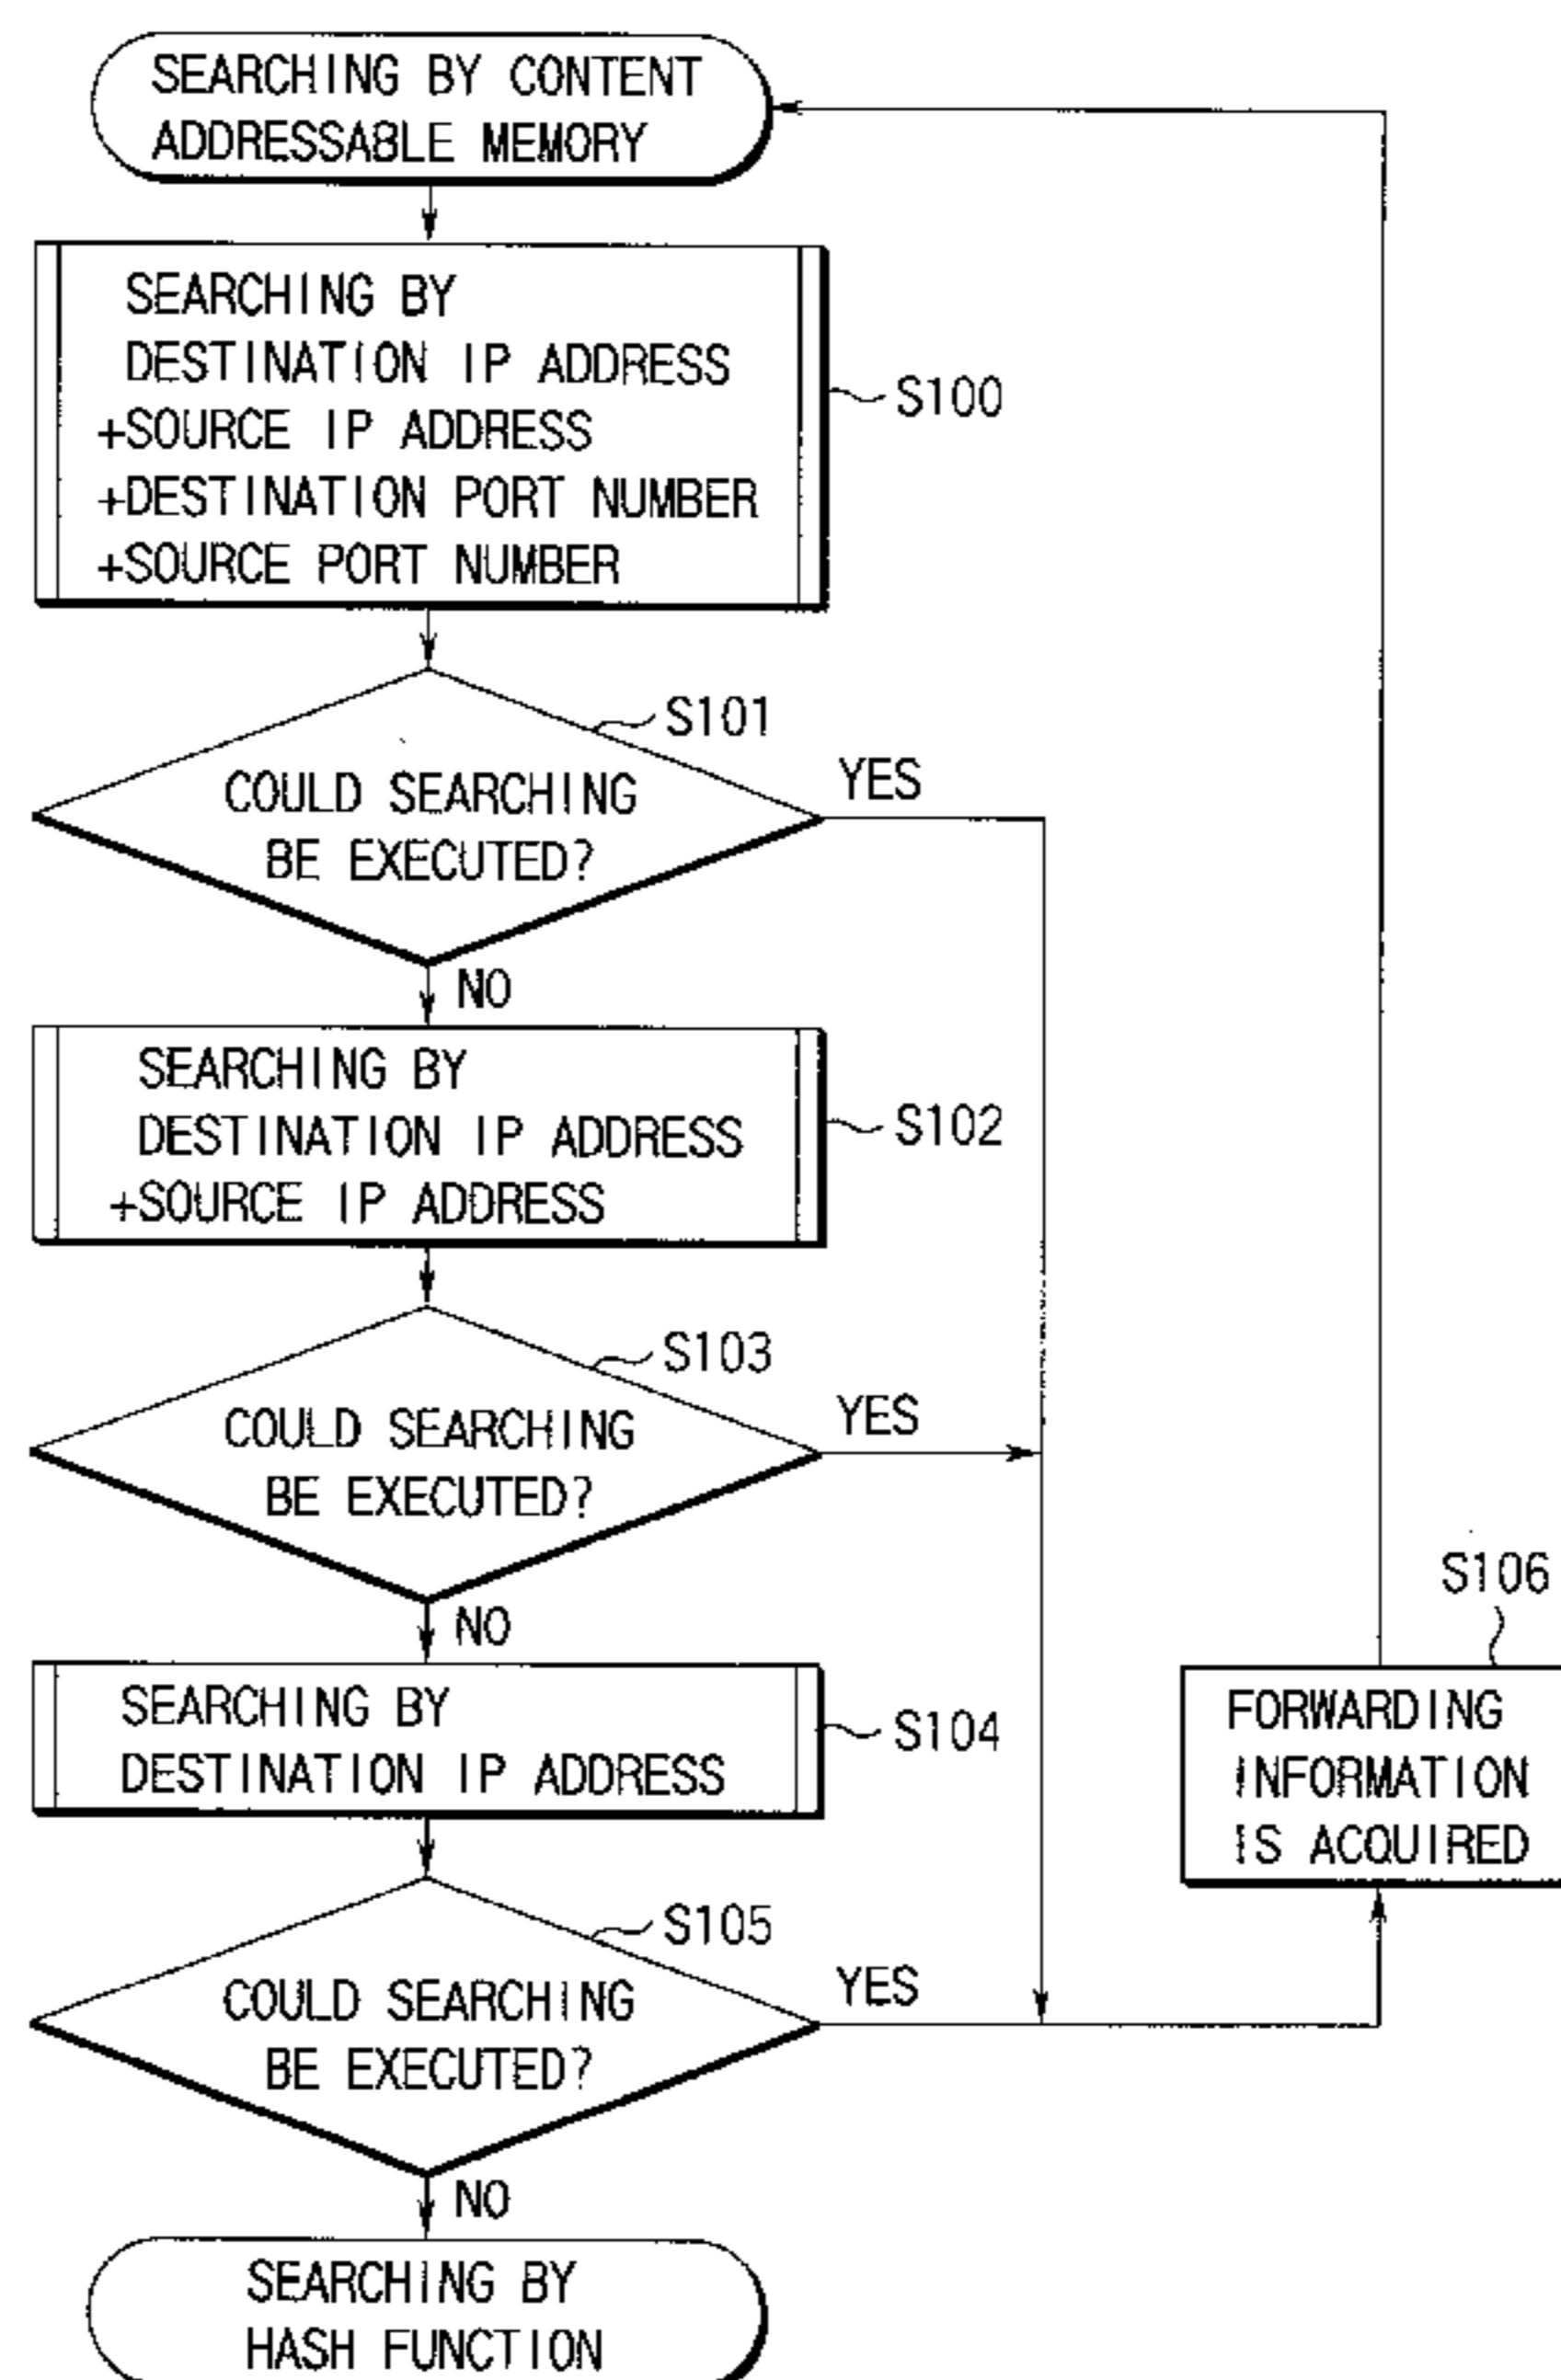 SEARCHING BY CONTENT
ADDRESSABLE MEMORY
SEARCHING BY
DESTINATION IP ADDRESS
+SOURCE IP ADDRESS
+DESTINATION PORT NUMBER
+SOURCE PORT NUMBER
S100
S101
COULD SEARCHING
BE EXECUTED?
YES
NO
SEARCHING BY
DESTINATION IP ADDRESS
+SOURCE IP ADDRESS
S102
S103
COULD SEARCHING
BE EXECUTED?
YES
NO
SEARCHING BY
DESTINATION IP ADDRESS
S104
S106
FORWARDING
INFORMATION
IS ACQUIRED
S105
COULD SEARCHING
BE EXECUTED?
YES
NO
SEARCHING BY
HASH FUNCTION